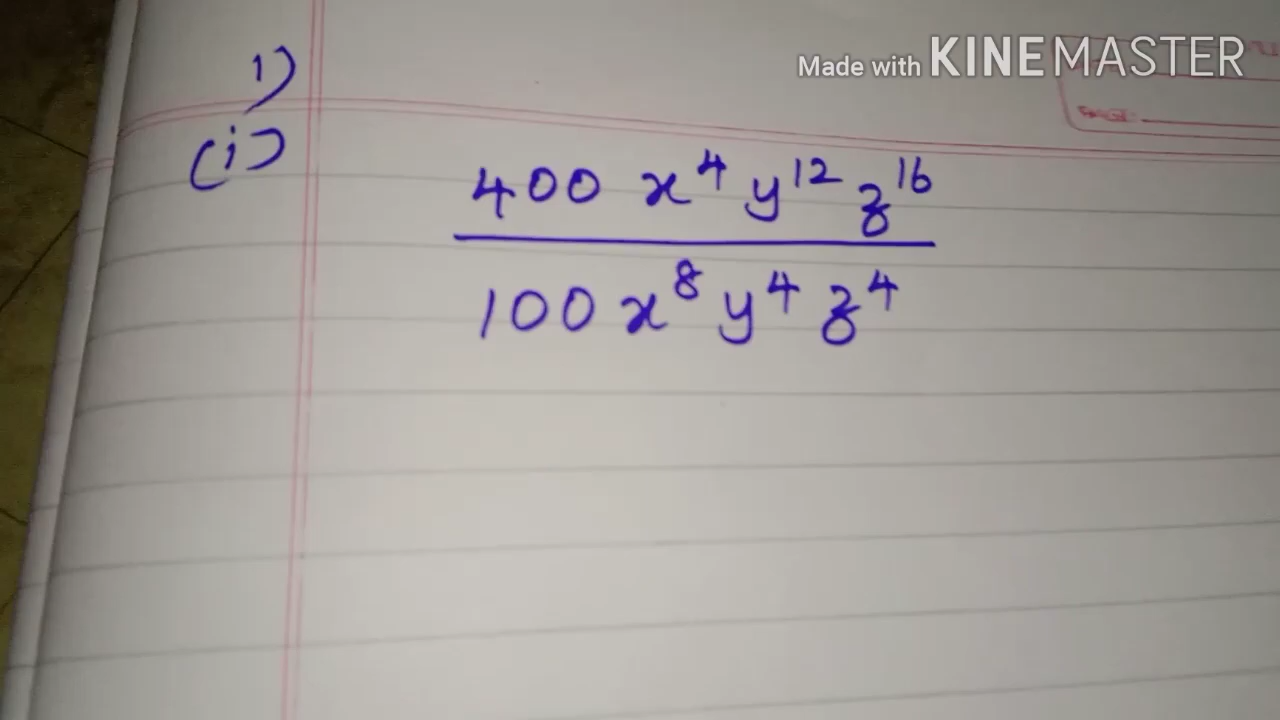 Made with KINEMASTER
1)
(i)
400 x⁴ y¹² z¹⁶
100 x⁸ y⁴ z⁴